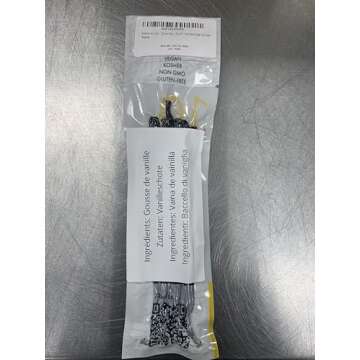 VEGAN
KOSHER
NON GMO
GLUTEN-FREE
Ingrédients: Gousse de vanille
Zutaten: Vanilleschote
Ingredientes: Vaina de vainilla
Ingredienti: Baccello di vaniglia